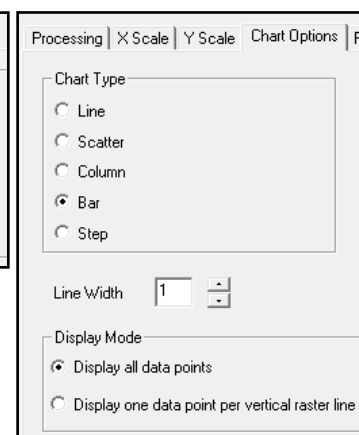 Processing X Scale Y Scale Chart Options
Chart Type
Line
Scatter
Column
Bar
Step
Line Width 1
Display Mode
Display all data points
Display one data point per vertical raster line